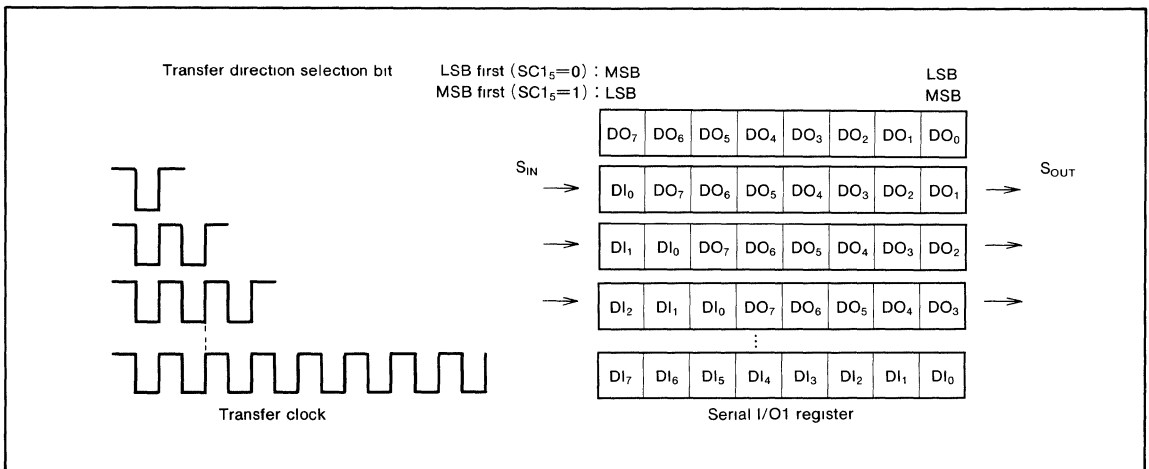 Transfer direction selection bit LSB first (SC1₅=0) : MSB LSB
MSB first (SC1₅=1) : LSB MSB
DO₇ DO₆ DO₅ DO₄ DO₃ DO₂ DO₁ DO₀
S_IN S_OUT
DI₀ DO₇ DO₆ DO₅ DO₄ DO₃ DO₂ DO₁
DI₁ DI₀ DO₇ DO₆ DO₅ DO₄ DO₃ DO₂
DI₂ DI₁ DI₀ DO₇ DO₆ DO₅ DO₄ DO₃
DI₇ DI₆ DI₅ DI₄ DI₃ DI₂ DI₁ DI₀
Transfer clock Serial I/O1 register